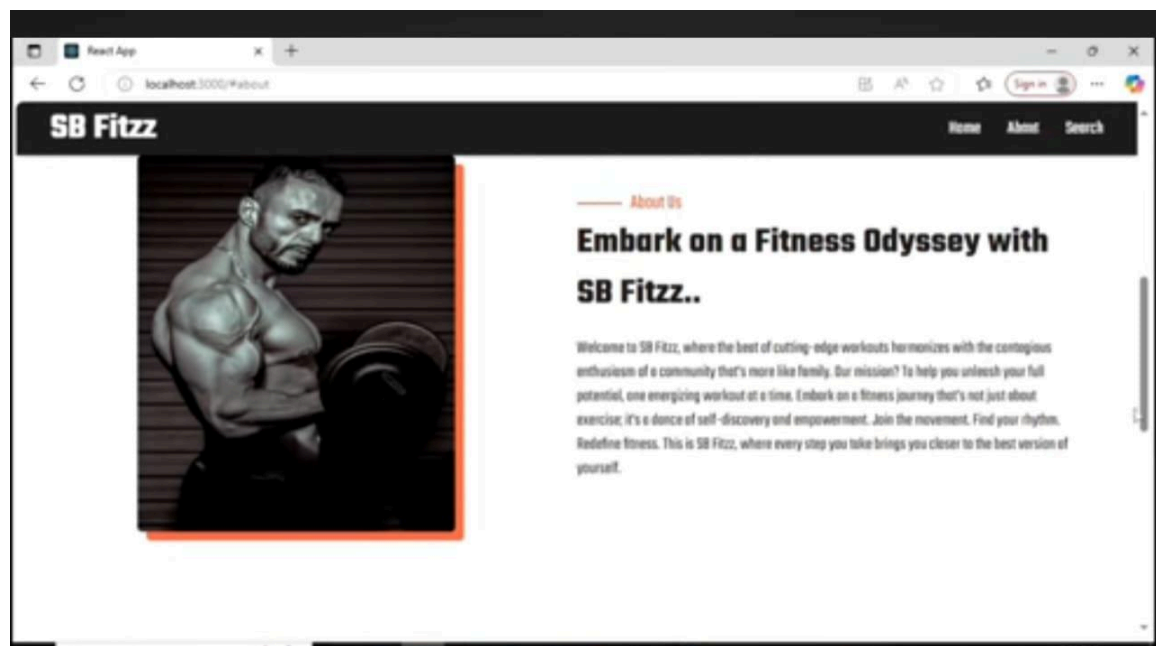 React App
localhost:3000/#about
Sign in
SB Fitzz
Home About Search
About Us
Embark on a Fitness Odyssey with
SB Fitzz..
Welcome to SB Fitzz, where the beat of cutting-edge workouts harmonizes with the contagious
enthusiasm of a community that's more like family. Our mission? To help you unleash your full
potential, one energizing workout at a time. Embark on a fitness journey that's not just about
exercise; it's a dance of self-discovery and empowerment. Join the movement. Find your rhythm.
Redefine fitness. This is SB Fitzz, where every step you take brings you closer to the best version of
yourself.